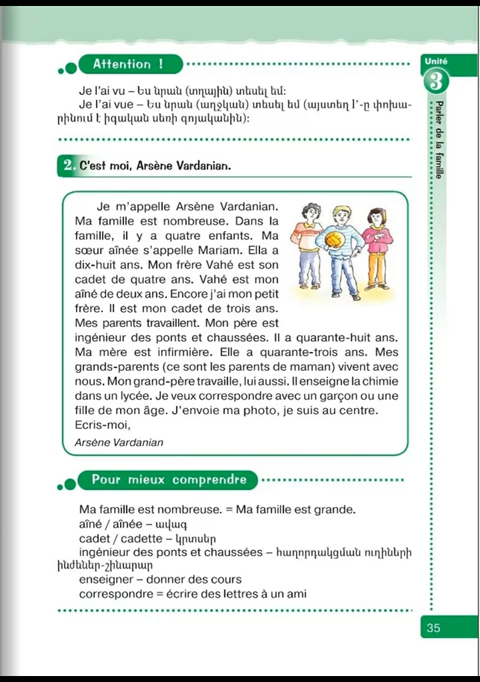 Attention !
Unité
3
Parler de la famille
Je l'ai vu – Ես նրան (տղային) տեսել եմ:
Je l'ai vue – Ես նրան (աղջկան) տեսել եմ (այստեղ l'-ը փոխա-
րինում է իգական սեռի գոյականին):
2. C'est moi, Arsène Vardanian.
Je m'appelle Arsène Vardanian.
Ma famille est nombreuse. Dans la
famille, il y a quatre enfants. Ma
sœur aînée s'appelle Mariam. Ella a
dix-huit ans. Mon frère Vahé est son
cadet de quatre ans. Vahé est mon
aîné de deux ans. Encore j'ai mon petit
frère. Il est mon cadet de trois ans.
Mes parents travaillent. Mon père est
ingénieur des ponts et chaussées. Il a quarante-huit ans.
Ma mère est infirmière. Elle a quarante-trois ans. Mes
grands-parents (ce sont les parents de maman) vivent avec
nous. Mon grand-père travaille, lui aussi. Il enseigne la chimie
dans un lycée. Je veux correspondre avec un garçon ou une
fille de mon âge. J'envoie ma photo, je suis au centre.
Ecris-moi,
Arsène Vardanian
Pour mieux comprendre
Ma famille est nombreuse. = Ma famille est grande.
aîné / aînée – ավագ
cadet / cadette – կրտսեր
ingénieur des ponts et chaussées – հաղորդակցման ուղիների
ինժեներ-շինարար
enseigner – donner des cours
correspondre = écrire des lettres à un ami
35